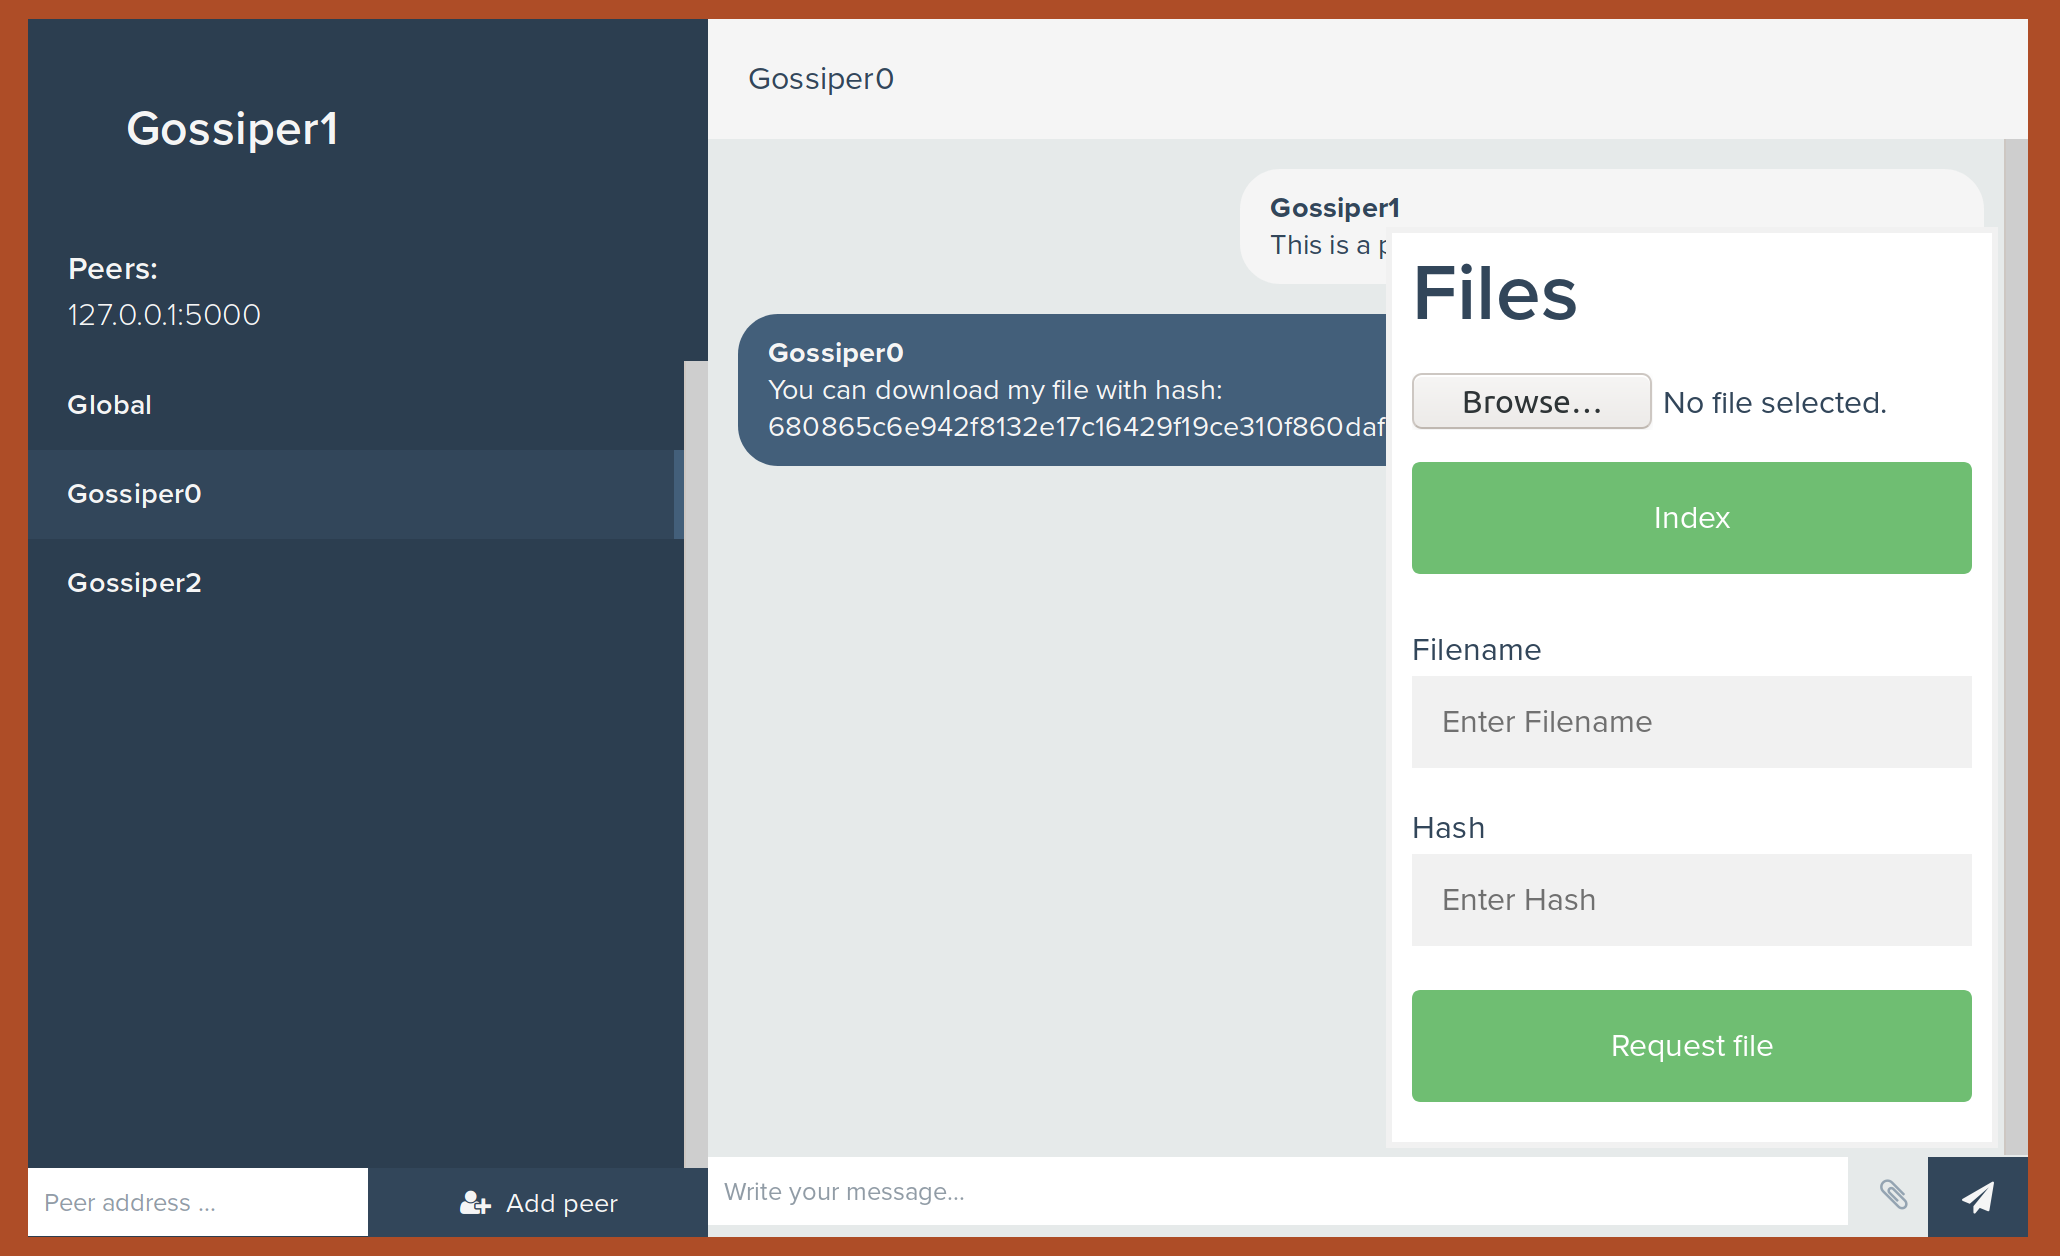 Gossiper1
Peers:
127.0.0.1:5000
Global
Gossiper0
Gossiper2
Peer address ...
Add peer
Gossiper0
Gossiper1
This is a
Gossiper0
You can download my file with hash:
680865c6e942f8132e17c16429f19ce310f860daf
Files
Browse...
No file selected.
Index
Filename
Enter Filename
Hash
Enter Hash
Request file
Write your message...